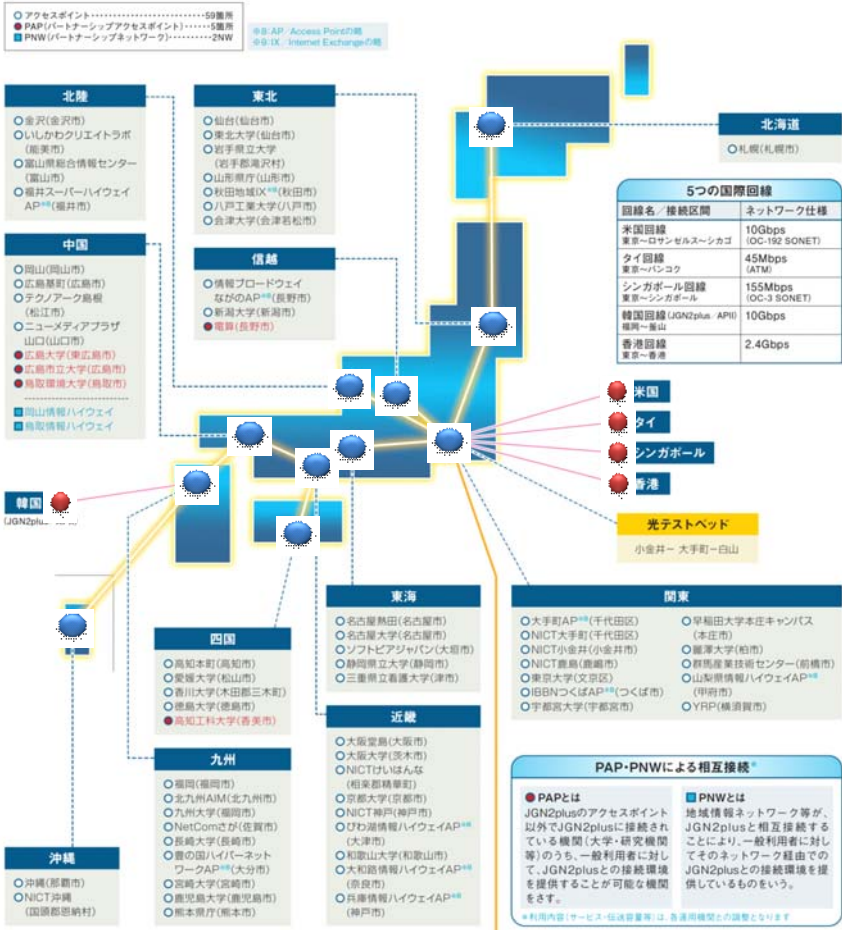 アクセスポイント‥‥‥‥‥‥‥‥‥59箇所
PAP(パートナーシップアクセスポイント)‥‥‥5箇所
PNW(パートナーシップネットワーク)‥‥‥‥2NW
※8:AP／Access Pointの略
※9:IX／Internet Exchangeの略
北陸
金沢(金沢市)
いしかわクリエイトラボ
(能美市)
富山県総合情報センター
(富山市)
福井スーパーハイウェイ
AP※8(福井市)
東北
仙台(仙台市)
東北大学(仙台市)
岩手県立大学
(岩手郡滝沢村)
山形県庁(山形市)
秋田地域IX※9(秋田市)
八戸工業大学(八戸市)
会津大学(会津若松市)
北海道
札幌(札幌市)
5つの国際回線
回線名／接続区間 ネットワーク仕様
米国回線 10Gbps
東京〜ロサンゼルス〜シカゴ (OC-192 SONET)
タイ回線 45Mbps
東京〜バンコク (ATM)
シンガポール回線 155Mbps
東京〜シンガポール (OC-3 SONET)
韓国回線(JGN2plus／APII) 10Gbps
福岡〜釜山
香港回線 2.4Gbps
東京〜香港
中国
岡山(岡山市)
広島基町(広島市)
テクノアーク島根
(松江市)
ニューメディアプラザ
山口(山口市)
広島大学(東広島市)
広島市立大学(広島市)
鳥取環境大学(鳥取市)
岡山情報ハイウェイ
鳥取情報ハイウェイ
信越
情報ブロードウェイ
ながのAP※8(長野市)
新潟大学(新潟市)
電算(長野市)
米国
タイ
シンガポール
香港
韓国
(JGN2plus
光テストベッド
小金井ー 大手町ー白山
東海
名古屋熱田(名古屋市)
名古屋大学(名古屋市)
ソフトピアジャパン(大垣市)
静岡県立大学(静岡市)
三重県立看護大学(津市)
関東
大手町AP※8(千代田区)
NICT大手町(千代田区)
NICT小金井(小金井市)
NICT鹿島(鹿嶋市)
東京大学(文京区)
IBBNつくばAP※8(つくば市)
宇都宮大学(宇都宮市)
早稲田大学本庄キャンパス
(本庄市)
麗澤大学(柏市)
群馬産業技術センター(前橋市)
山梨県情報ハイウェイAP※8
(甲府市)
YRP(横須賀市)
四国
高知本町(高知市)
愛媛大学(松山市)
香川大学(木田郡三木町)
徳島大学(徳島市)
高知工科大学(香美市)
近畿
大阪堂島(大阪市)
大阪大学(茨木市)
NICTけいはんな
(相楽郡精華町)
京都大学(京都市)
NICT神戸(神戸市)
びわ湖情報ハイウェイAP※8
(大津市)
和歌山大学(和歌山市)
大和路情報ハイウェイAP※8
(奈良市)
兵庫情報ハイウェイAP※8
(神戸市)
九州
福岡(福岡市)
北九州AIM(北九州市)
九州大学(福岡市)
NetComさが(佐賀市)
長崎大学(長崎市)
豊の国ハイパーネット
ワークAP※8(大分市)
宮崎大学(宮崎市)
鹿児島大学(鹿児島市)
熊本県庁(熊本市)
沖縄
沖縄(那覇市)
NICT沖縄
(国頭郡恩納村)
PAP・PNWによる相互接続※
PAPとは
JGN2plusのアクセスポイント
以外でJGN2plusに接続され
ている機関(大学・研究機関
等)のうち、一般利用者に対し
て、JGN2plusとの接続環境
を提供することが可能な機関
をさす。
PNWとは
地域情報ネットワーク等が、
JGN2plusと相互接続する
ことにより、一般利用者に対し
てそのネットワーク経由での
JGN2plusとの接続環境を提
供しているものをいう。
※利用内容(サービス・伝送容量等)は、各運用機関との調整となります